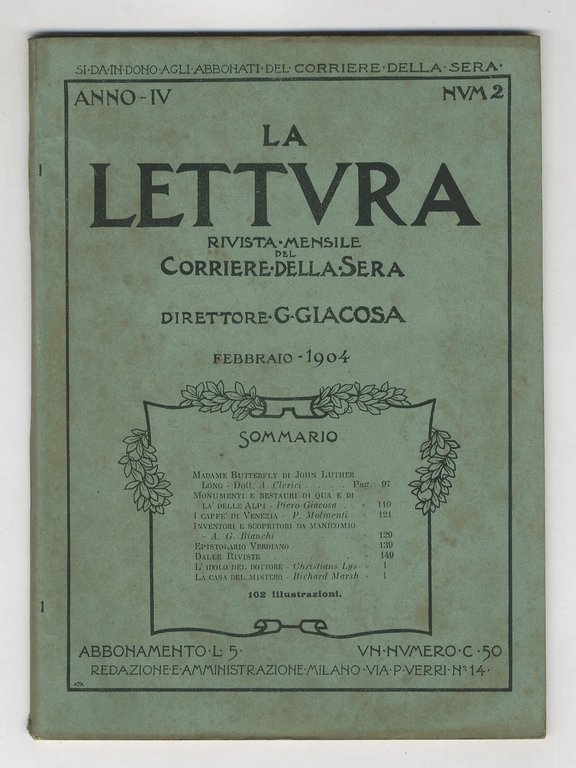 SI·DA·IN·DONO·AGLI·ABBONATI·DEL·CORRIERE·DELLA·SERA·
ANNO-IV NVM 2
LA
LETTVRA
RIVISTA·MENSILE
DEL
CORRIERE·DELLA·SERA
DIRETTORE·G·GIACOSA
FEBBRAIO-1904
SOMMARIO
MADAME BUTTERFLY DI JOHN LUTHER
LONG - Dott. A. Clerici . . . . Pag. 97
MONUMENTI E RESTAURI DI QUA E DI
LA' DELLE ALPI - Piero Giacosa » 110
I CAFFE' DI VENEZIA - P. Molmenti » 121
INVENTORI E SCOPRITORI DA MANICOMIO
A. G. Bianchi » 129
EPISTOLARIO VERDIANO » 139
DALLE RIVISTE » 149
L'IDOLO DEL DOTTORE - Christians Lys » 1
LA CASA DEL MISTERO - Richard Marsh » 1
102 illustrazioni.
ABBONAMENTO·L·5· VN·NVMERO·C·50
REDAZIONE·E·AMMINISTRAZIONE·MILANO·VIA·P·VERRI·Nº14·